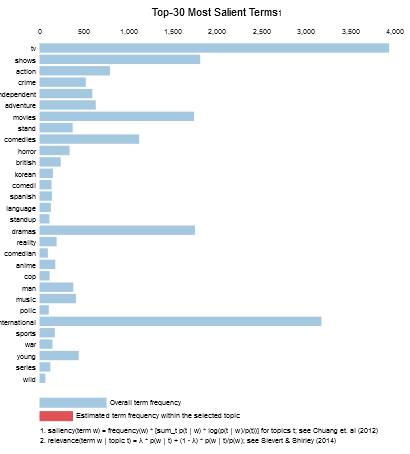 Top-30 Most Salient Terms1
0 500 1,000 1,500 2,000 2,500 3,000 3,500 4,000
tv
shows
action
crime
ndependent
adventure
movies
stand
comedies
horror
british
korean
comedi
spanish
language
standup
dramas
reality
comedian
anime
cop
man
music
polic
nternational
sports
war
young
series
wild
Overall term frequency
Estimated term frequency within the selected topic
1. saliency(term w) = frequency(w) * [sum_t p(t | w) * log(p(t | w)/p(t))] for topics t; see Chuang et. al (2012)
2. relevance(term w | topic t) = λ * p(w | t) + (1 - λ) * p(w | t)/p(w); see Sievert & Shirley (2014)